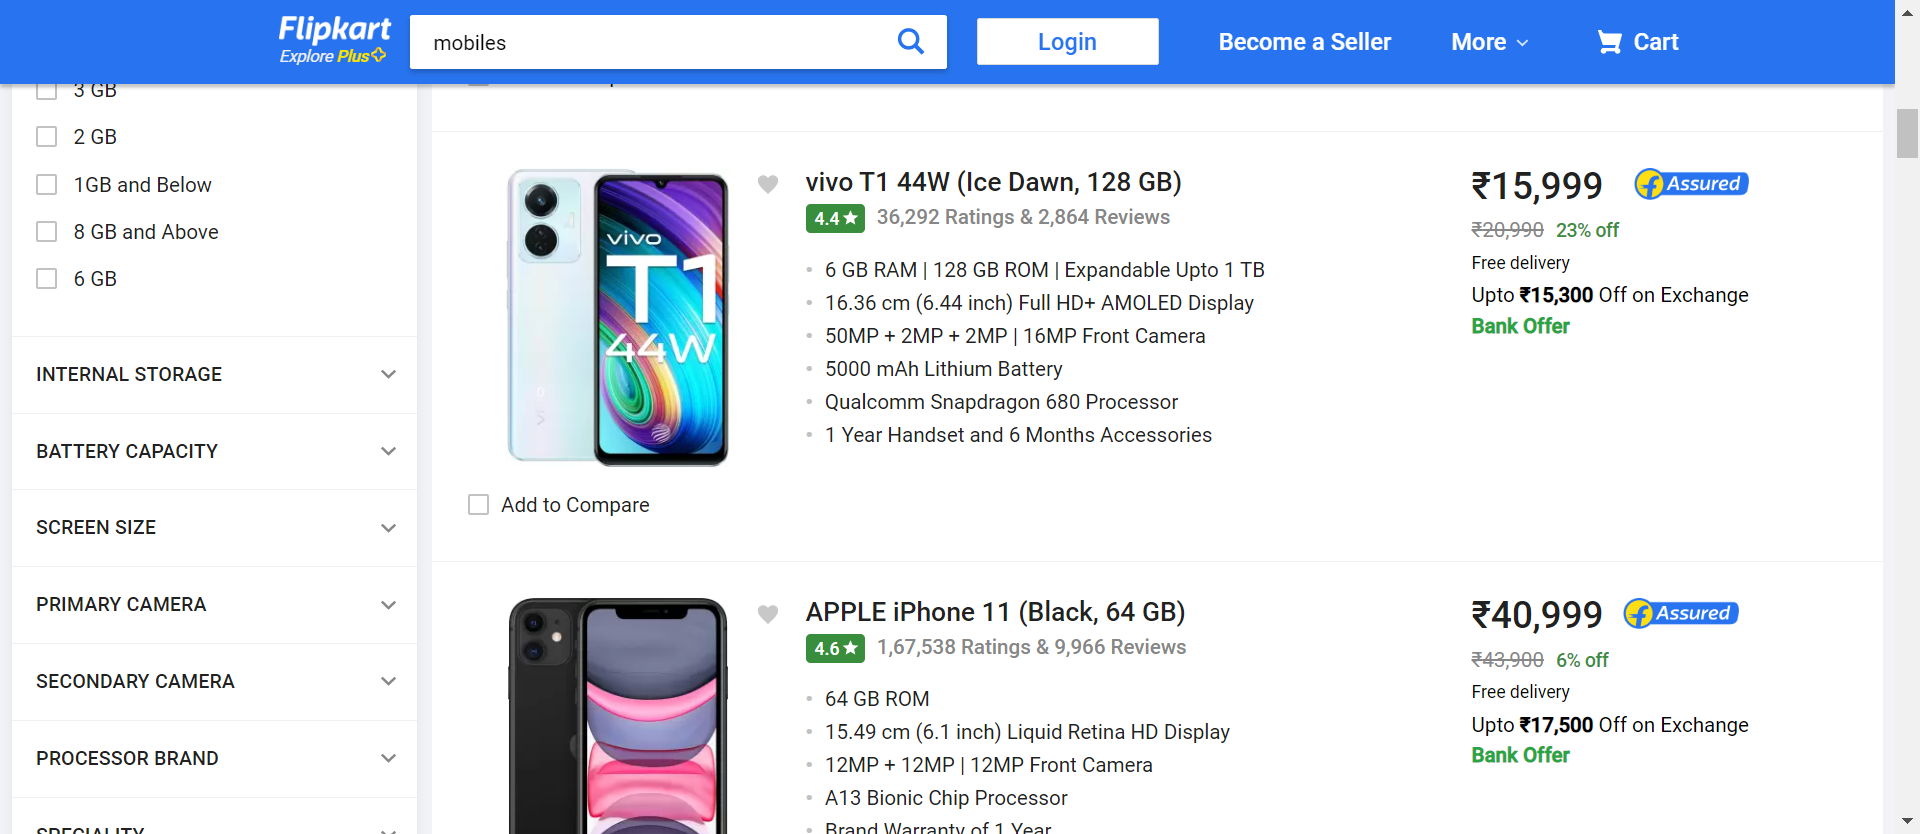 Flipkart
Explore Plus
mobiles
Login
Become a Seller
More
Cart
3 GB
2 GB
1GB and Below
8 GB and Above
6 GB
INTERNAL STORAGE
BATTERY CAPACITY
SCREEN SIZE
PRIMARY CAMERA
SECONDARY CAMERA
PROCESSOR BRAND
SPECIALITY
vivo
T1
44W
Add to Compare
vivo T1 44W (Ice Dawn, 128 GB)
4.4★ 36,292 Ratings & 2,864 Reviews
6 GB RAM | 128 GB ROM | Expandable Upto 1 TB
16.36 cm (6.44 inch) Full HD+ AMOLED Display
50MP + 2MP + 2MP | 16MP Front Camera
5000 mAh Lithium Battery
Qualcomm Snapdragon 680 Processor
1 Year Handset and 6 Months Accessories
₹15,999 Assured
₹20,990 23% off
Free delivery
Upto ₹15,300 Off on Exchange
Bank Offer
APPLE iPhone 11 (Black, 64 GB)
4.6★ 1,67,538 Ratings & 9,966 Reviews
64 GB ROM
15.49 cm (6.1 inch) Liquid Retina HD Display
12MP + 12MP | 12MP Front Camera
A13 Bionic Chip Processor
Brand Warranty of 1 Year
₹40,999 Assured
₹43,900 6% off
Free delivery
Upto ₹17,500 Off on Exchange
Bank Offer